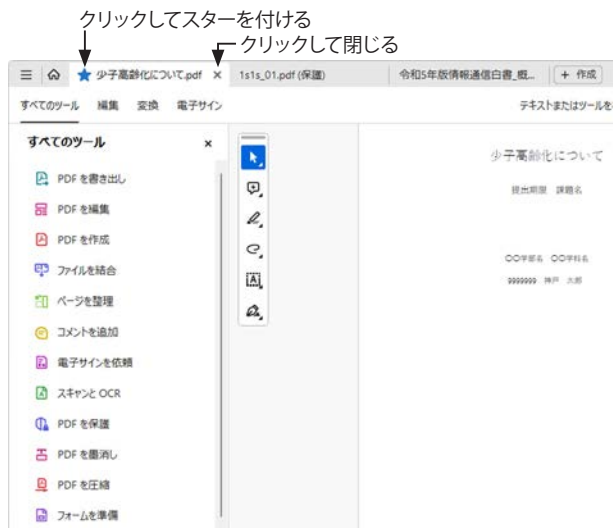 クリックしてスターを付ける
クリックして閉じる
少子高齢化について.pdf × 1s1s_01.pdf (保護) 令和5年版情報通信白書_概... + 作成
すべてのツール 編集 変換 電子サイン テキストまたはツールを
すべてのツール ×
PDF を書き出し
PDF を編集
PDF を作成
ファイルを結合
ページを整理
コメントを追加
電子サインを依頼
スキャンと OCR
PDF を保護
PDF を墨消し
PDF を圧縮
フォームを準備
少子高齢化について
提出期限 課題名
〇〇学部名 〇〇学科名
9999999 神戸 太郎